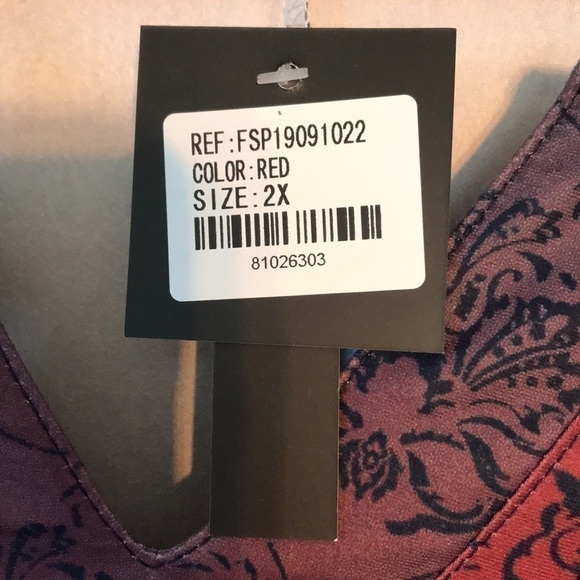 REF:FSP19091022
COLOR:RED
SIZE:2X
81026303